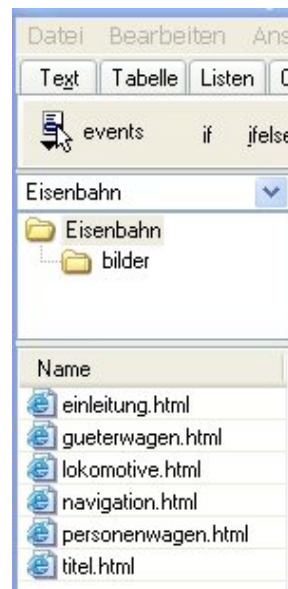 Datei Bearbeiten Ans
Text Tabelle Listen
events if ifelse
Eisenbahn
Eisenbahn
bilder
Name
einleitung.html
gueterwagen.html
lokomotive.html
navigation.html
personenwagen.html
titel.html